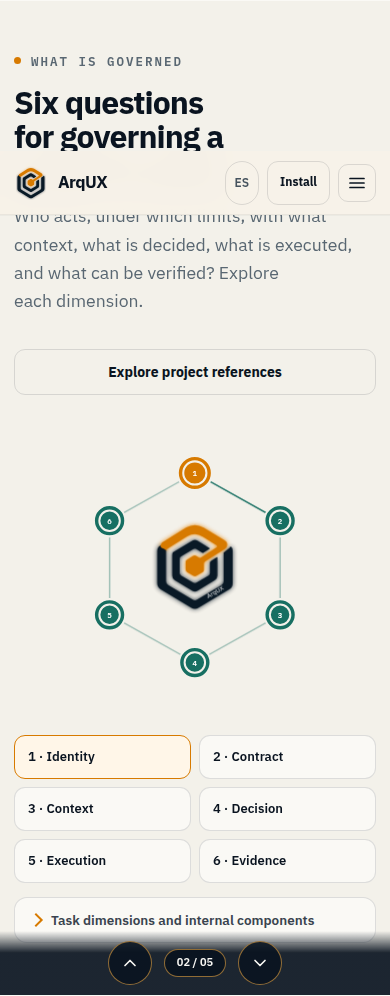 WHAT IS GOVERNED
Six questions
for governing a
ArqUX
ES
Install
Who acts, under which limits, with what
context, what is decided, what is executed,
and what can be verified? Explore
each dimension.
Explore project references
1
6
2
ArqUX
5
3
4
1 · Identity
2 · Contract
3 · Context
4 · Decision
5 · Execution
6 · Evidence
Task dimensions and internal components
02 / 05